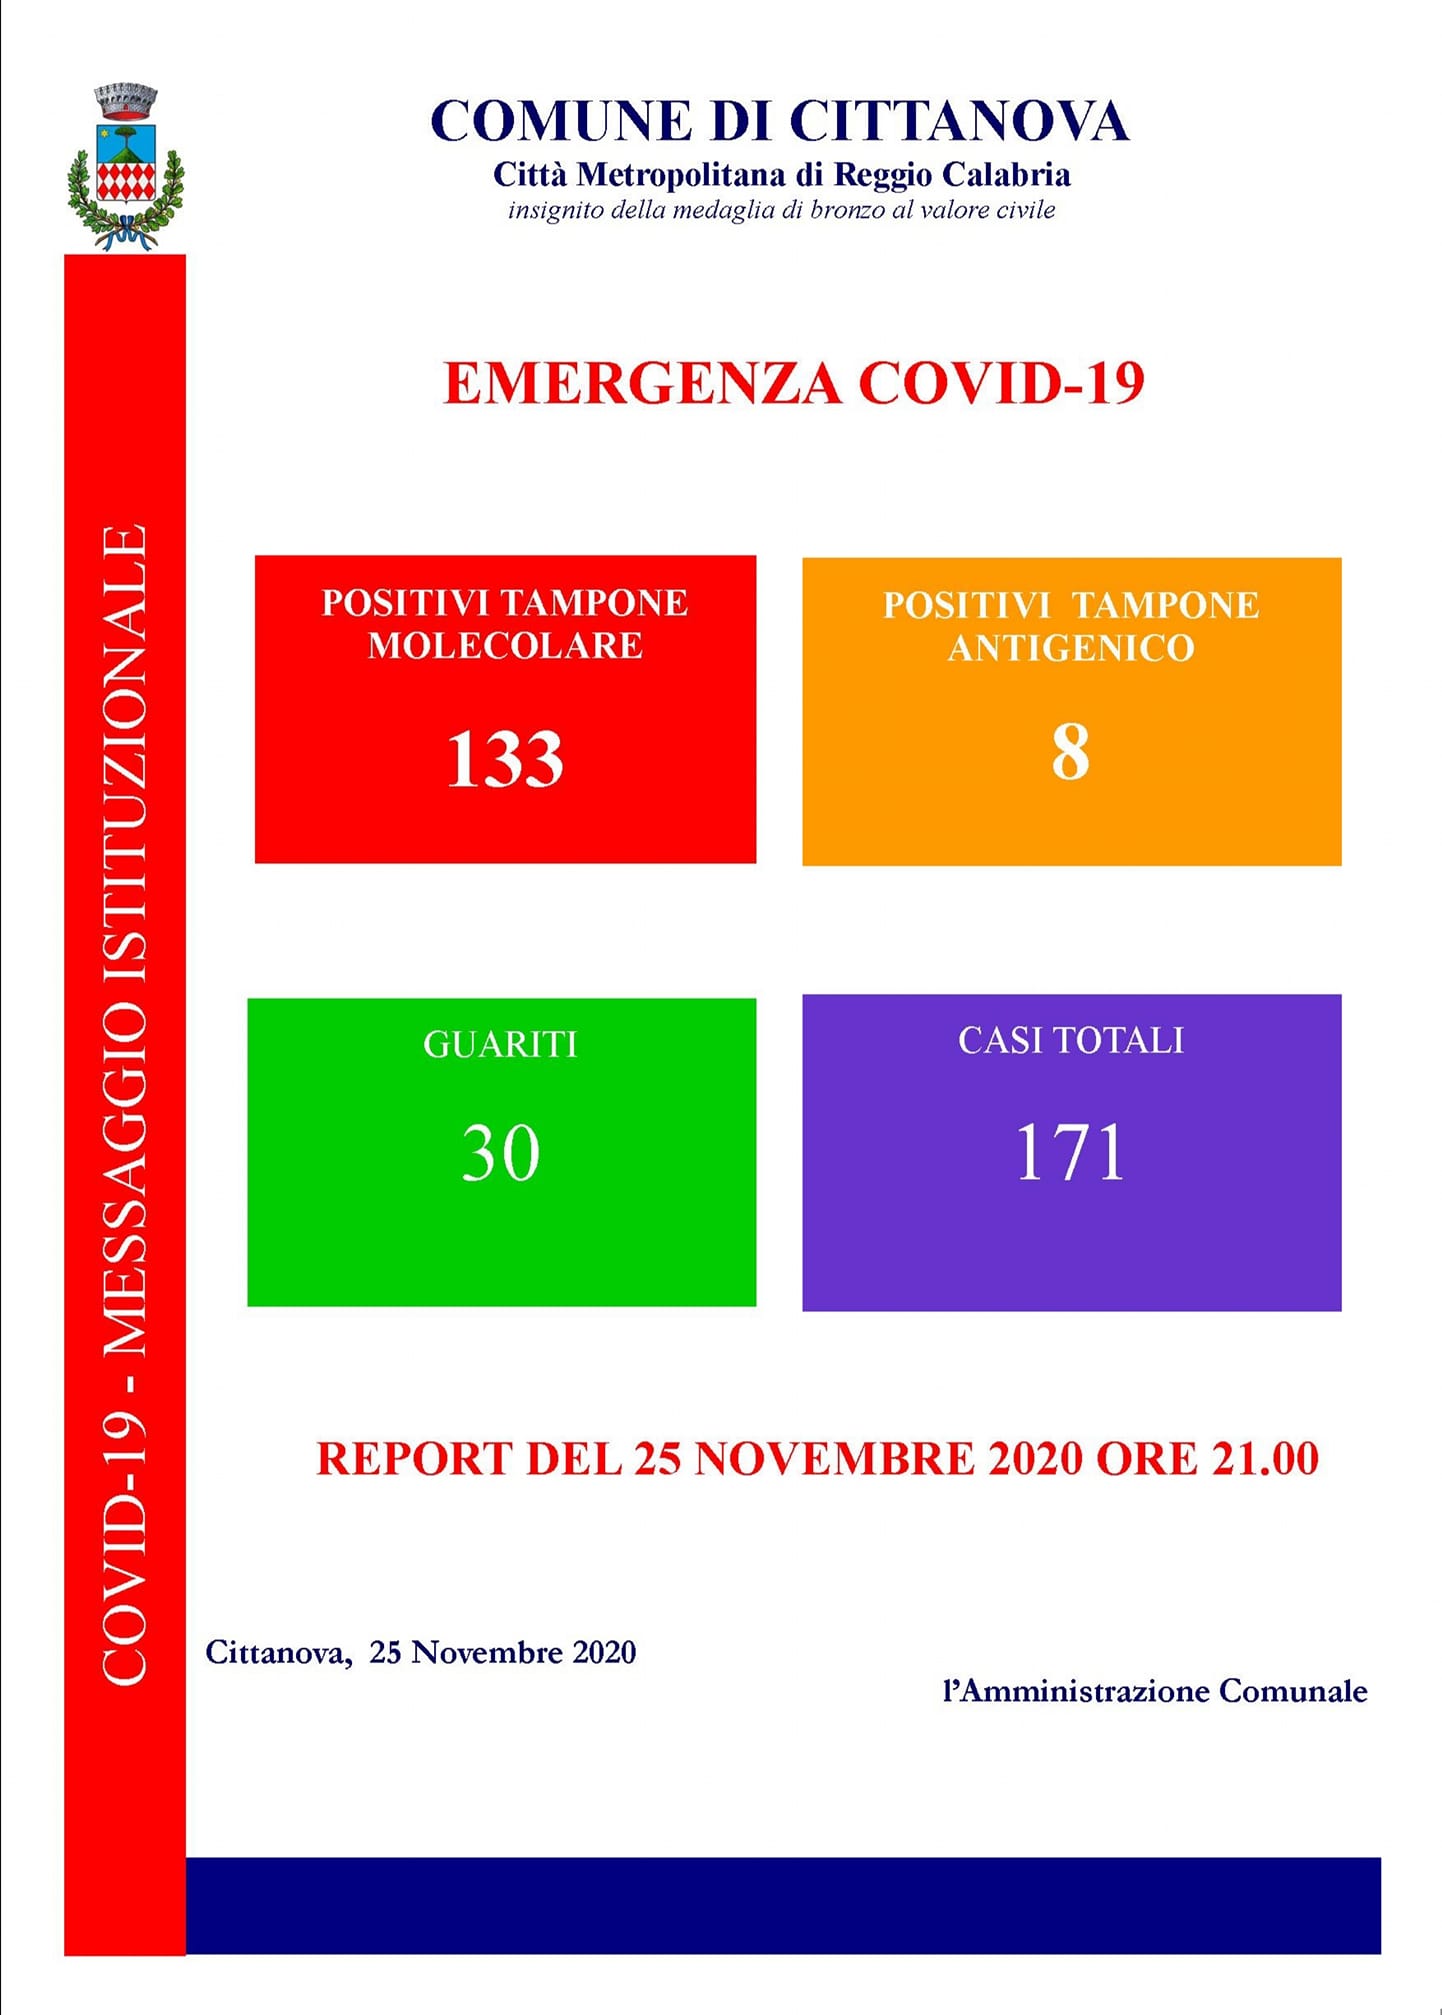 COMUNE DI CITTANOVA
Città Metropolitana di Reggio Calabria
insignito della medaglia di bronzo al valore civile
COVID-19 - MESSAGGIO ISTITUZIONALE
EMERGENZA COVID-19
POSITIVI TAMPONE
MOLECOLARE
133
POSITIVI TAMPONE
ANTIGENICO
8
GUARITI
30
CASI TOTALI
171
REPORT DEL 25 NOVEMBRE 2020 ORE 21.00
Cittanova, 25 Novembre 2020
l'Amministrazione Comunale